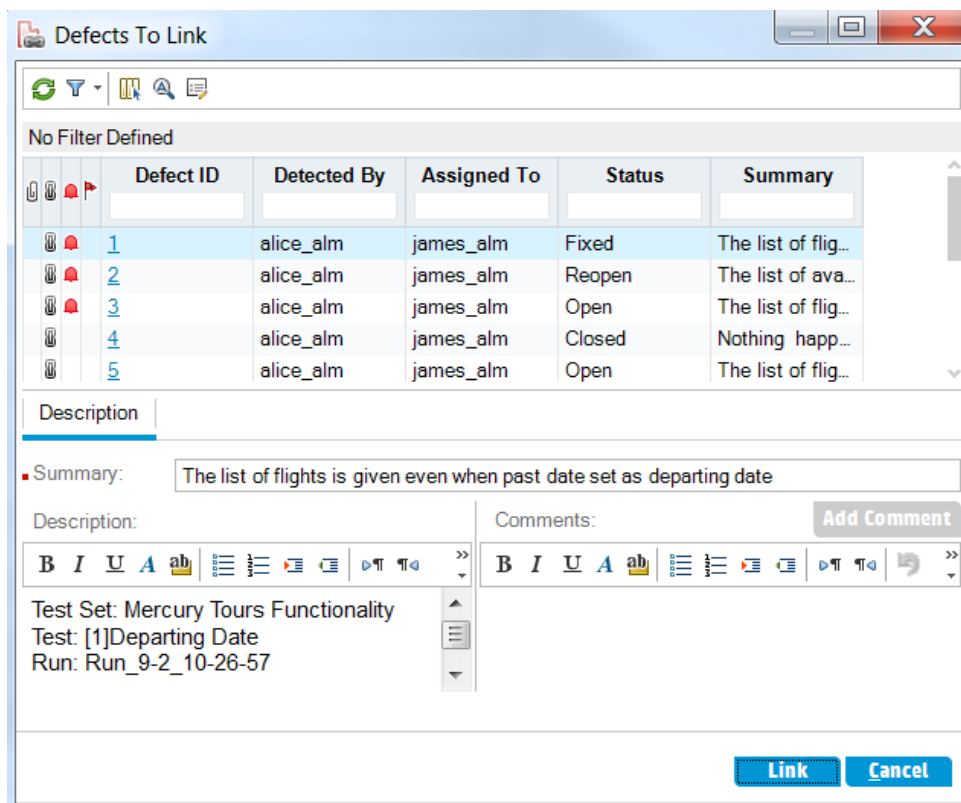 Defects To Link
No Filter Defined
Defect ID Detected By Assigned To Status Summary
1 alice_alm james_alm Fixed The list of flig...
2 alice_alm james_alm Reopen The list of ava...
3 alice_alm james_alm Open The list of flig...
4 alice_alm james_alm Closed Nothing happ...
5 alice_alm james_alm Open The list of flig...
Description
Summary: The list of flights is given even when past date set as departing date
Description: Comments: Add Comment
B I U A ab B I U A ab
Test Set: Mercury Tours Functionality
Test: [1]Departing Date
Run: Run_9-2_10-26-57
Link Cancel